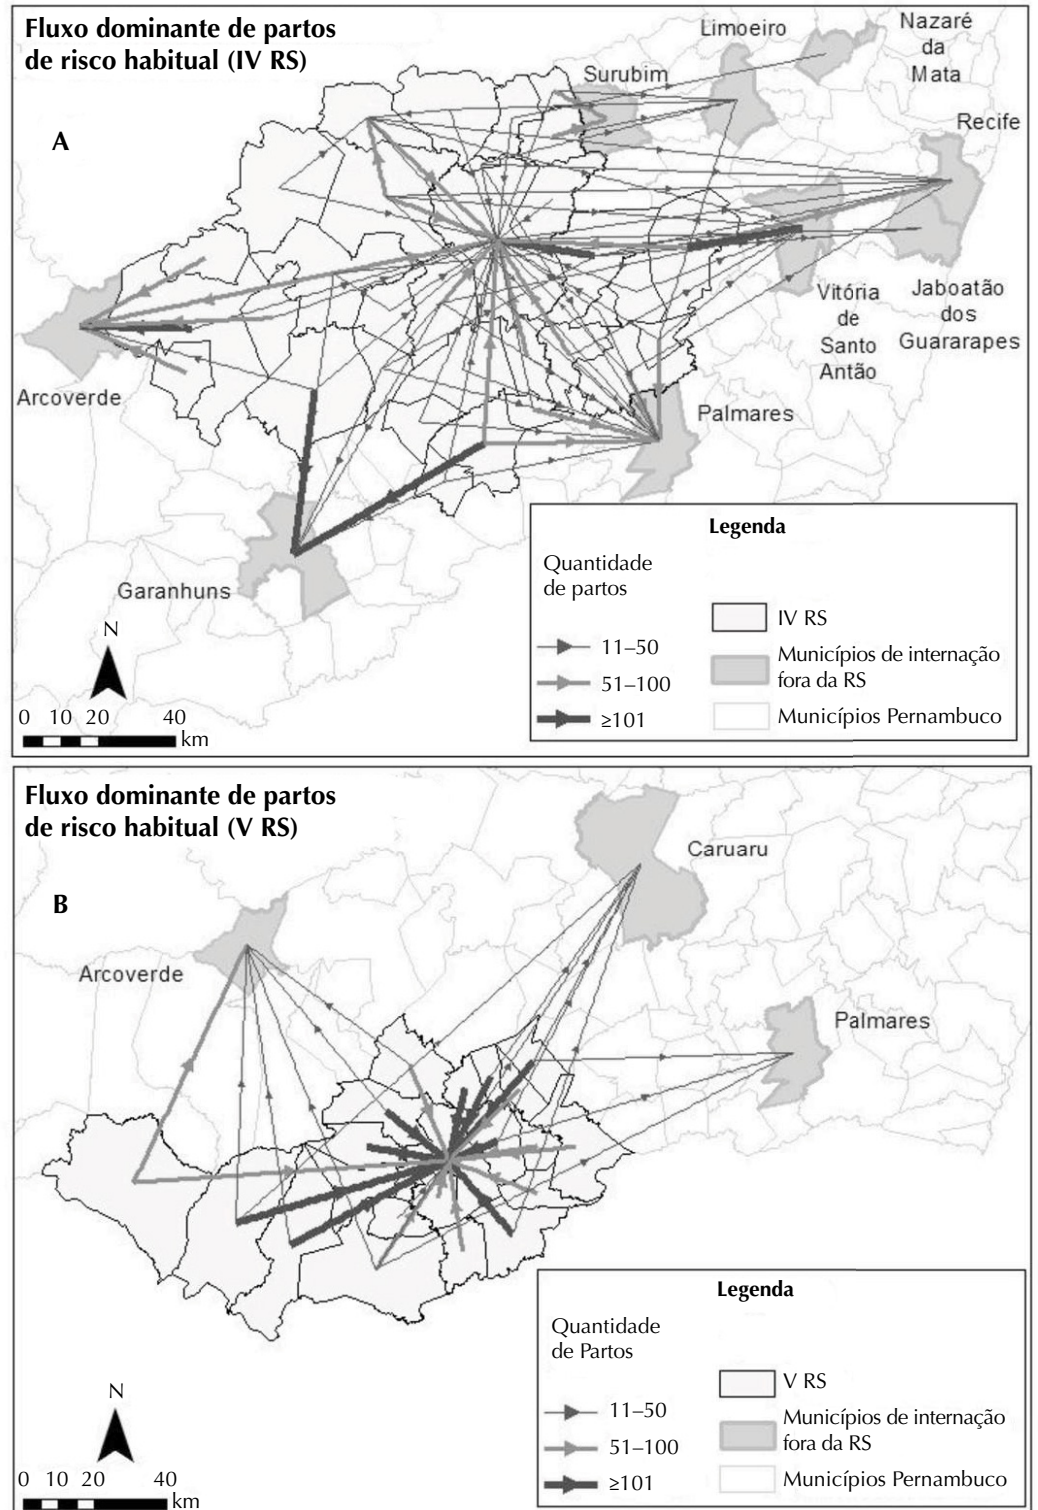 Fluxo dominante de partos
de risco habitual (IV RS)
A
Limoeiro
Nazaré
da
Mata
Surubim
Recife
Vitória
de
Santo
Antão
Jaboatão
dos
Guararapes
Arcoverde
Palmares
Garanhuns
N
0 10 20 40
km
Legenda
Quantidade
de partos
11–50
51–100
≥101
IV RS
Municípios de internação
fora da RS
Municípios Pernambuco
Fluxo dominante de partos
de risco habitual (V RS)
B
Caruaru
Arcoverde
Palmares
N
0 10 20 40
km
Legenda
Quantidade
de Partos
11–50
51–100
≥101
V RS
Municípios de internação
fora da RS
Municípios Pernambuco